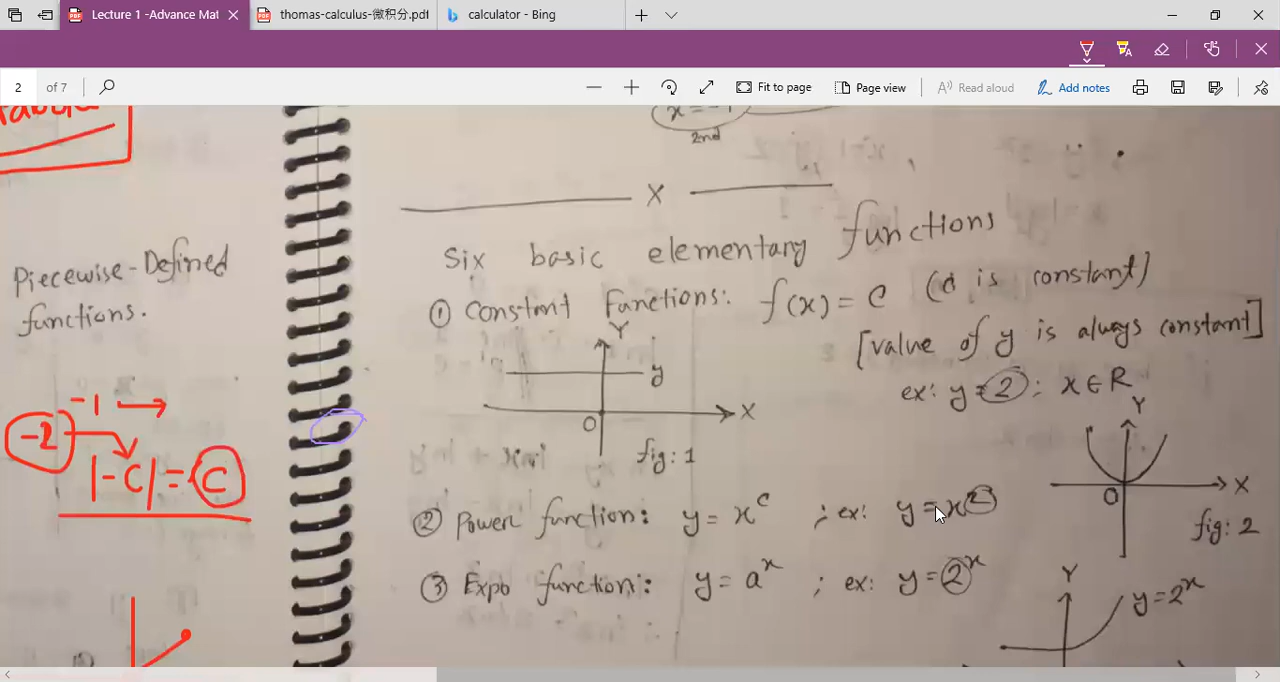 Lecture 1 -Advance Mat
thomas-calculus-微积分.pdf
calculator - Bing
2 of 7
Fit to page
Page view
Read aloud
Add notes
2nd
X
Six basic elementary functions
① Constant Functions: f(x) = C (C is constant)
[value of y is always constant]
ex: y = 2 ; x ∈ R
Y
y
X
O
fig: 1
Y
O
X
fig: 2
② Power function: y = x^c ; ex: y = x^2
③ Expo function: y = a^x ; ex: y = 2^x
Y
y = 2^x
Piecewise-Defined
functions.
-1
-2
|-C| = C